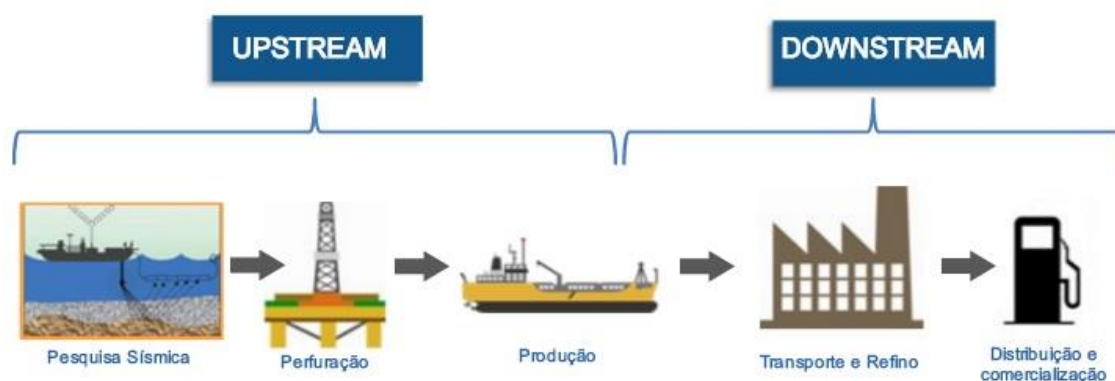 UPSTREAM
DOWNSTREAM
Pesquisa Sísmica
Perfuração
Produção
Transporte e Refino
Distribuição e
comercialização